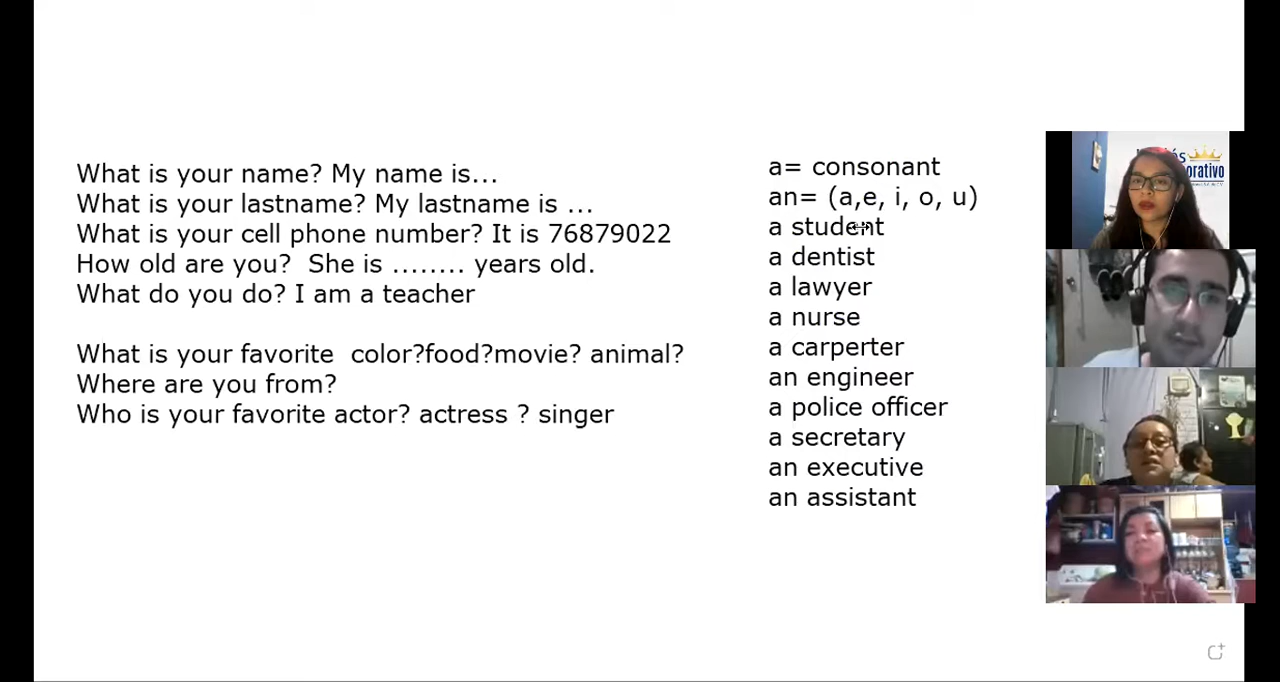 What is your name? My name is...
What is your lastname? My lastname is ...
What is your cell phone number? It is 76879022
How old are you?  She is ........ years old.
What do you do? I am a teacher
What is your favorite  color?food?movie? animal?
Where are you from?
Who is your favorite actor? actress ? singer
a= consonant
an= (a,e, i, o, u)
a student
a dentist
a lawyer
a nurse
a carperter
an engineer
a police officer
a secretary
an executive
an assistant